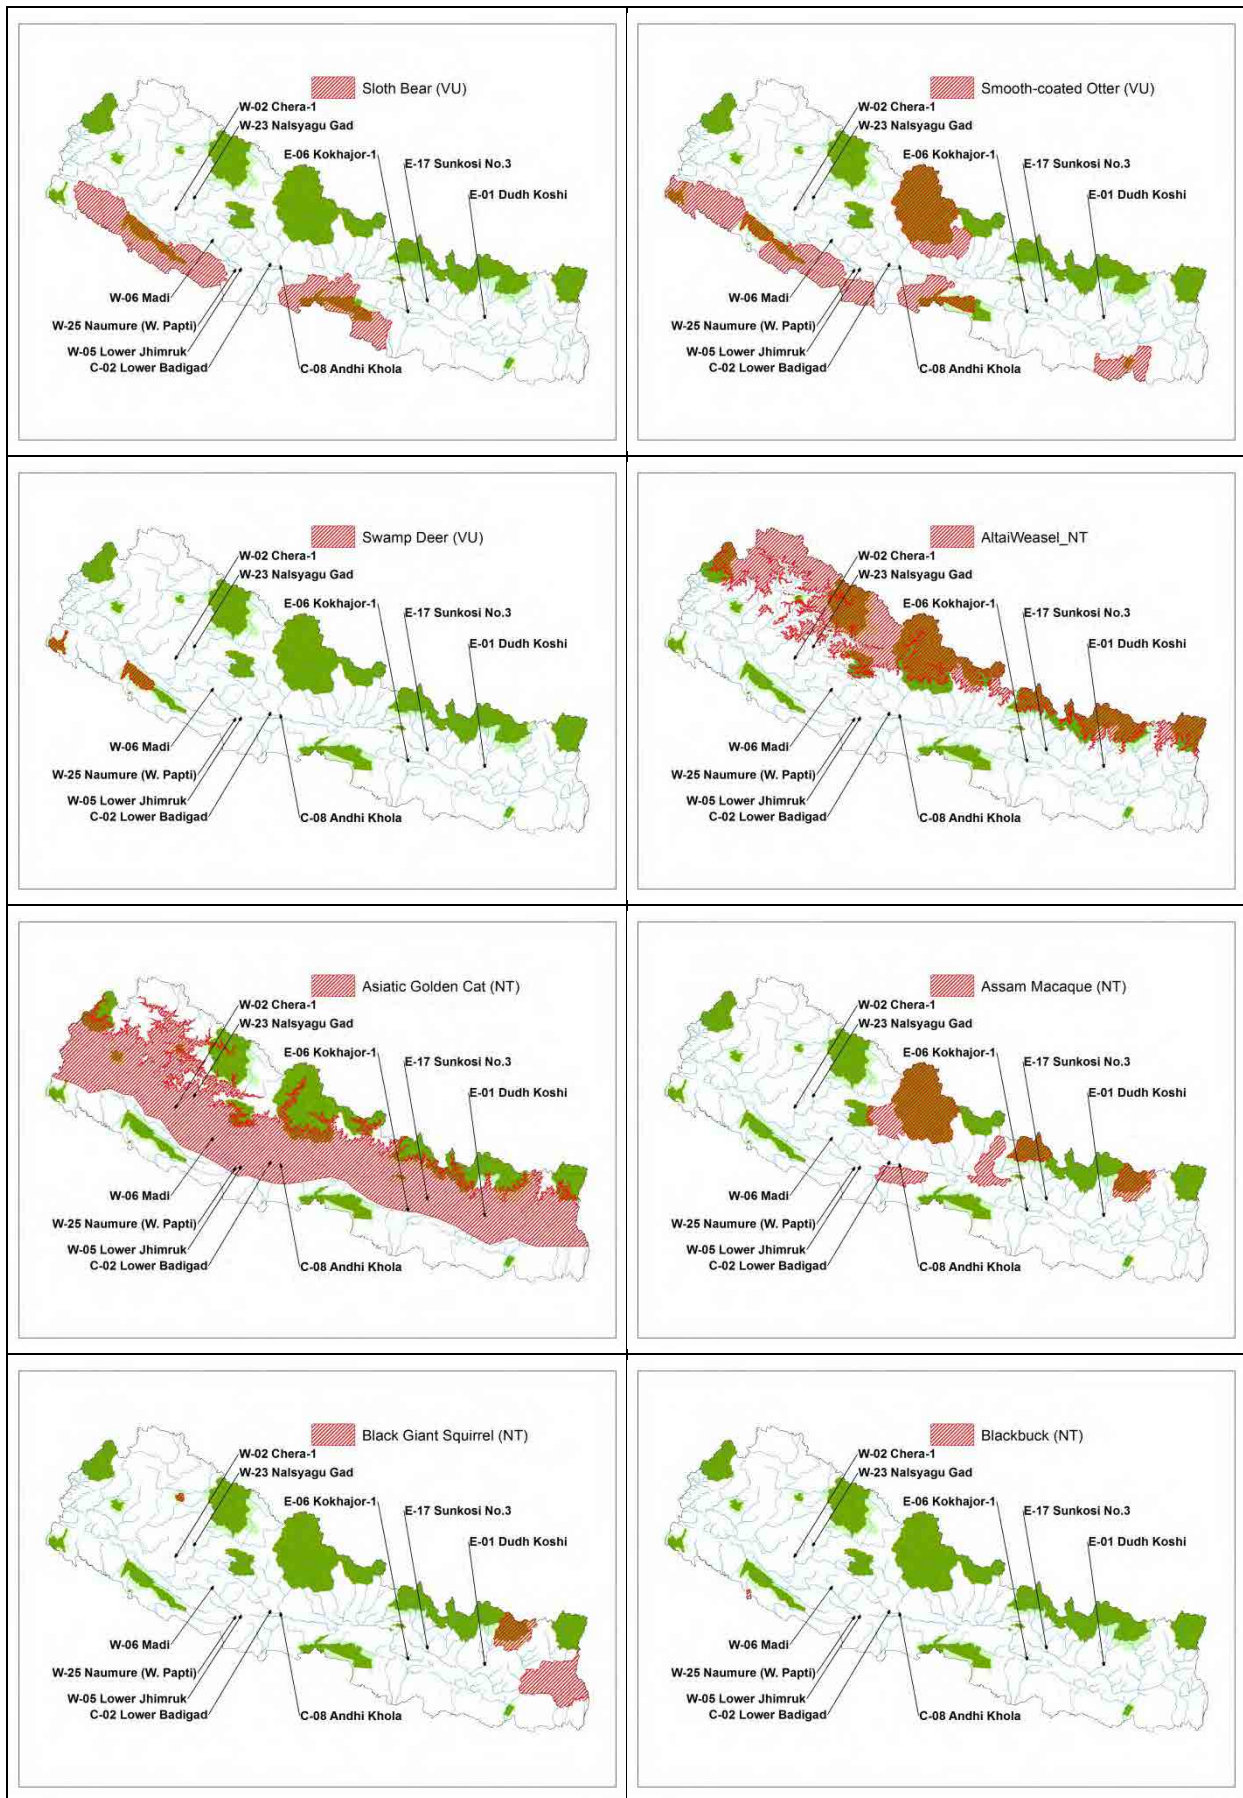 Sloth Bear (VU)
W-02 Chera-1
W-23 Nalsyagu Gad
E-06 Kokhajor-1
E-17 Sunkosi No.3
E-01 Dudh Koshi
W-06 Madi
W-25 Naumure (W. Papti)
W-05 Lower Jhimruk
C-02 Lower Badigad
C-08 Andhi Khola
Smooth-coated Otter (VU)
W-02 Chera-1
W-23 Nalsyagu Gad
E-06 Kokhajor-1
E-17 Sunkosi No.3
E-01 Dudh Koshi
W-06 Madi
W-25 Naumure (W. Papti)
W-05 Lower Jhimruk
C-02 Lower Badigad
C-08 Andhi Khola
Swamp Deer (VU)
W-02 Chera-1
W-23 Nalsyagu Gad
E-06 Kokhajor-1
E-17 Sunkosi No.3
E-01 Dudh Koshi
W-06 Madi
W-25 Naumure (W. Papti)
W-05 Lower Jhimruk
C-02 Lower Badigad
C-08 Andhi Khola
AltaiWeasel_NT
W-02 Chera-1
W-23 Nalsyagu Gad
E-06 Kokhajor-1
E-17 Sunkosi No.3
E-01 Dudh Koshi
W-06 Madi
W-25 Naumure (W. Papti)
W-05 Lower Jhimruk
C-02 Lower Badigad
C-08 Andhi Khola
Asiatic Golden Cat (NT)
W-02 Chera-1
W-23 Nalsyagu Gad
E-06 Kokhajor-1
E-17 Sunkosi No.3
E-01 Dudh Koshi
W-06 Madi
W-25 Naumure (W. Papti)
W-05 Lower Jhimruk
C-02 Lower Badigad
C-08 Andhi Khola
Assam Macaque (NT)
W-02 Chera-1
W-23 Nalsyagu Gad
E-06 Kokhajor-1
E-17 Sunkosi No.3
E-01 Dudh Koshi
W-06 Madi
W-25 Naumure (W. Papti)
W-05 Lower Jhimruk
C-02 Lower Badigad
C-08 Andhi Khola
Black Giant Squirrel (NT)
W-02 Chera-1
W-23 Nalsyagu Gad
E-06 Kokhajor-1
E-17 Sunkosi No.3
E-01 Dudh Koshi
W-06 Madi
W-25 Naumure (W. Papti)
W-05 Lower Jhimruk
C-02 Lower Badigad
C-08 Andhi Khola
Blackbuck (NT)
W-02 Chera-1
W-23 Nalsyagu Gad
E-06 Kokhajor-1
E-17 Sunkosi No.3
E-01 Dudh Koshi
W-06 Madi
W-25 Naumure (W. Papti)
W-05 Lower Jhimruk
C-02 Lower Badigad
C-08 Andhi Khola